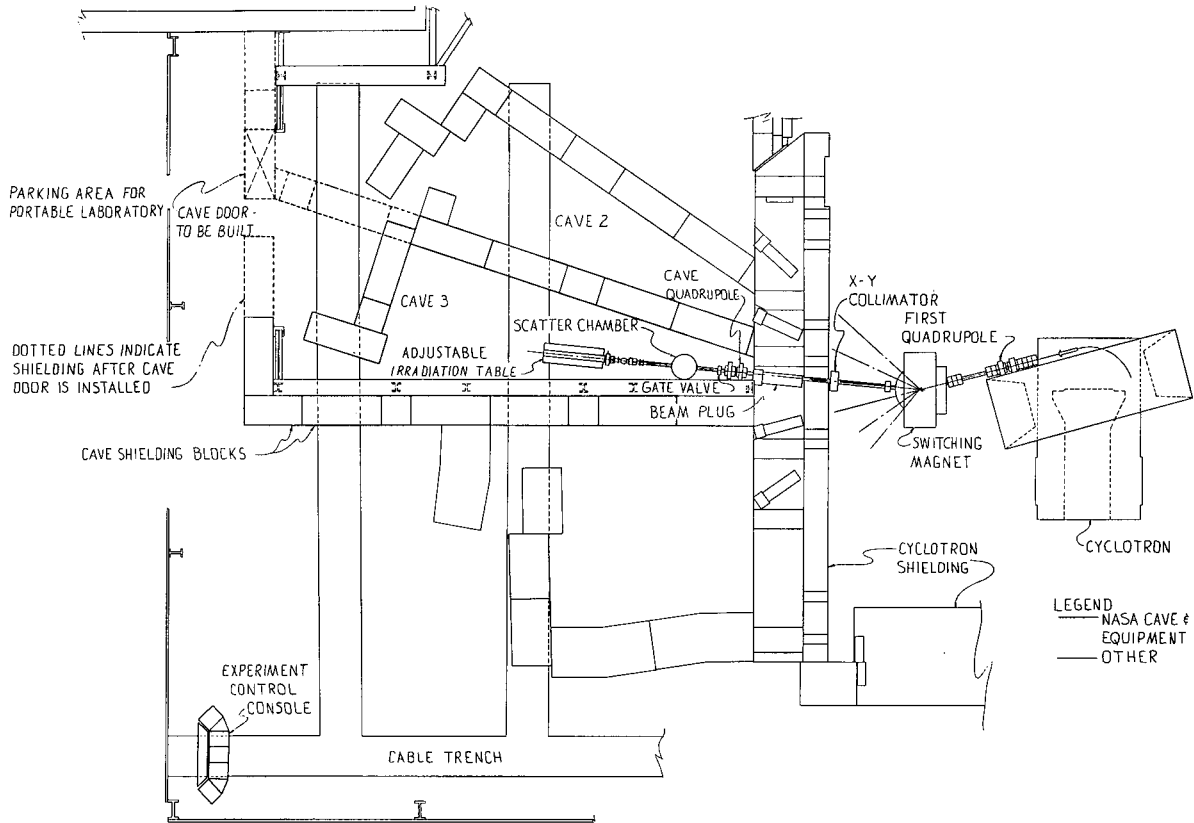 PARKING AREA FOR
PORTABLE LABORATORY
CAVE DOOR-
TO BE BUILT
DOTTED LINES INDICATE
SHIELDING AFTER CAVE
DOOR IS INSTALLED
CAVE SHIELDING BLOCKS
CAVE 2
CAVE 3
CAVE
QUADRUPOLE
SCATTER CHAMBER
ADJUSTABLE
IRRADIATION TABLE
GATE VALVE
BEAM PLUG
X-Y
COLLIMATOR
FIRST
QUADRUPOLE
SWITCHING
MAGNET
CYCLOTRON
CYCLOTRON
SHIELDING
LEGEND
NASA CAVE &
EQUIPMENT
OTHER
EXPERIMENT
CONTROL
CONSOLE
CABLE TRENCH